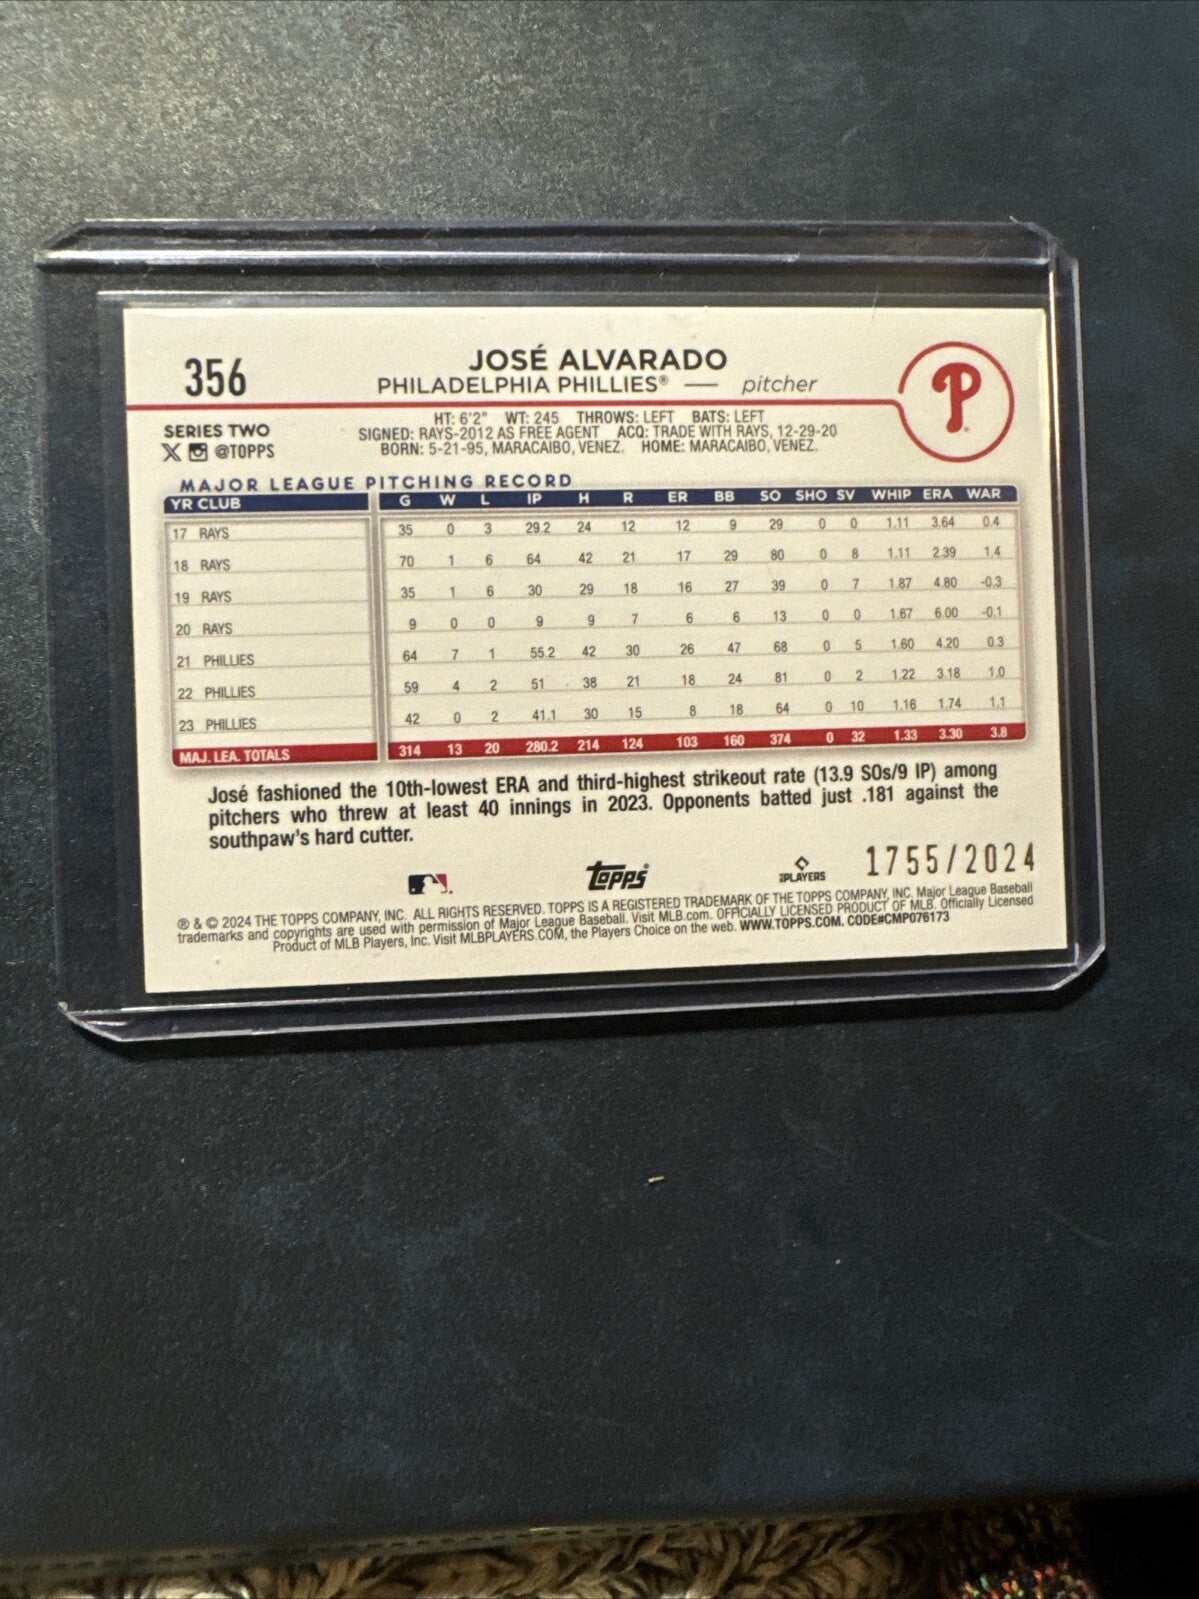 356
JOSÉ ALVARADO
PHILADELPHIA PHILLIES® — pitcher
P
SERIES TWO
X @TOPPS
HT: 6'2" WT: 245 THROWS: LEFT BATS: LEFT
SIGNED: RAYS-2012 AS FREE AGENT ACQ: TRADE WITH RAYS, 12-29-20
BORN: 5-21-95, MARACAIBO, VENEZ. HOME: MARACAIBO, VENEZ.
MAJOR LEAGUE PITCHING RECORD
YR CLUB G W L IP H R ER BB SO SHO SV WHIP ERA WAR
17 RAYS 35 0 3 29.2 24 12 12 9 29 0 0 1.11 3.64 0.4
18 RAYS 70 1 6 64 42 21 17 29 80 0 8 1.11 2.39 1.4
19 RAYS 35 1 6 30 29 18 16 27 39 0 7 1.87 4.80 -0.3
20 RAYS 9 0 0 9 9 7 6 6 13 0 0 1.67 6.00 -0.1
21 PHILLIES 64 7 1 55.2 42 30 26 47 68 0 5 1.60 4.20 0.3
22 PHILLIES 59 4 2 51 38 21 18 24 81 0 2 1.22 3.18 1.0
23 PHILLIES 42 0 2 41.1 30 15 8 18 64 0 10 1.16 1.74 1.1
MAJ. LEA. TOTALS 314 13 20 280.2 214 124 103 160 374 0 32 1.33 3.30 3.8
José fashioned the 10th-lowest ERA and third-highest strikeout rate (13.9 SOs/9 IP) among
pitchers who threw at least 40 innings in 2023. Opponents batted just .181 against the
southpaw's hard cutter.
Topps
PLAYERS
1755/2024
® & © 2024 THE TOPPS COMPANY, INC. ALL RIGHTS RESERVED. TOPPS IS A REGISTERED TRADEMARK OF THE TOPPS COMPANY, INC. Major League Baseball
trademarks and copyrights are used with permission of Major League Baseball. Visit MLB.com. OFFICIALLY LICENSED PRODUCT OF MLB. Officially Licensed
Product of MLB Players, Inc. Visit MLBPLAYERS.COM, the Players Choice on the web. WWW.TOPPS.COM. CODE#CMP076173